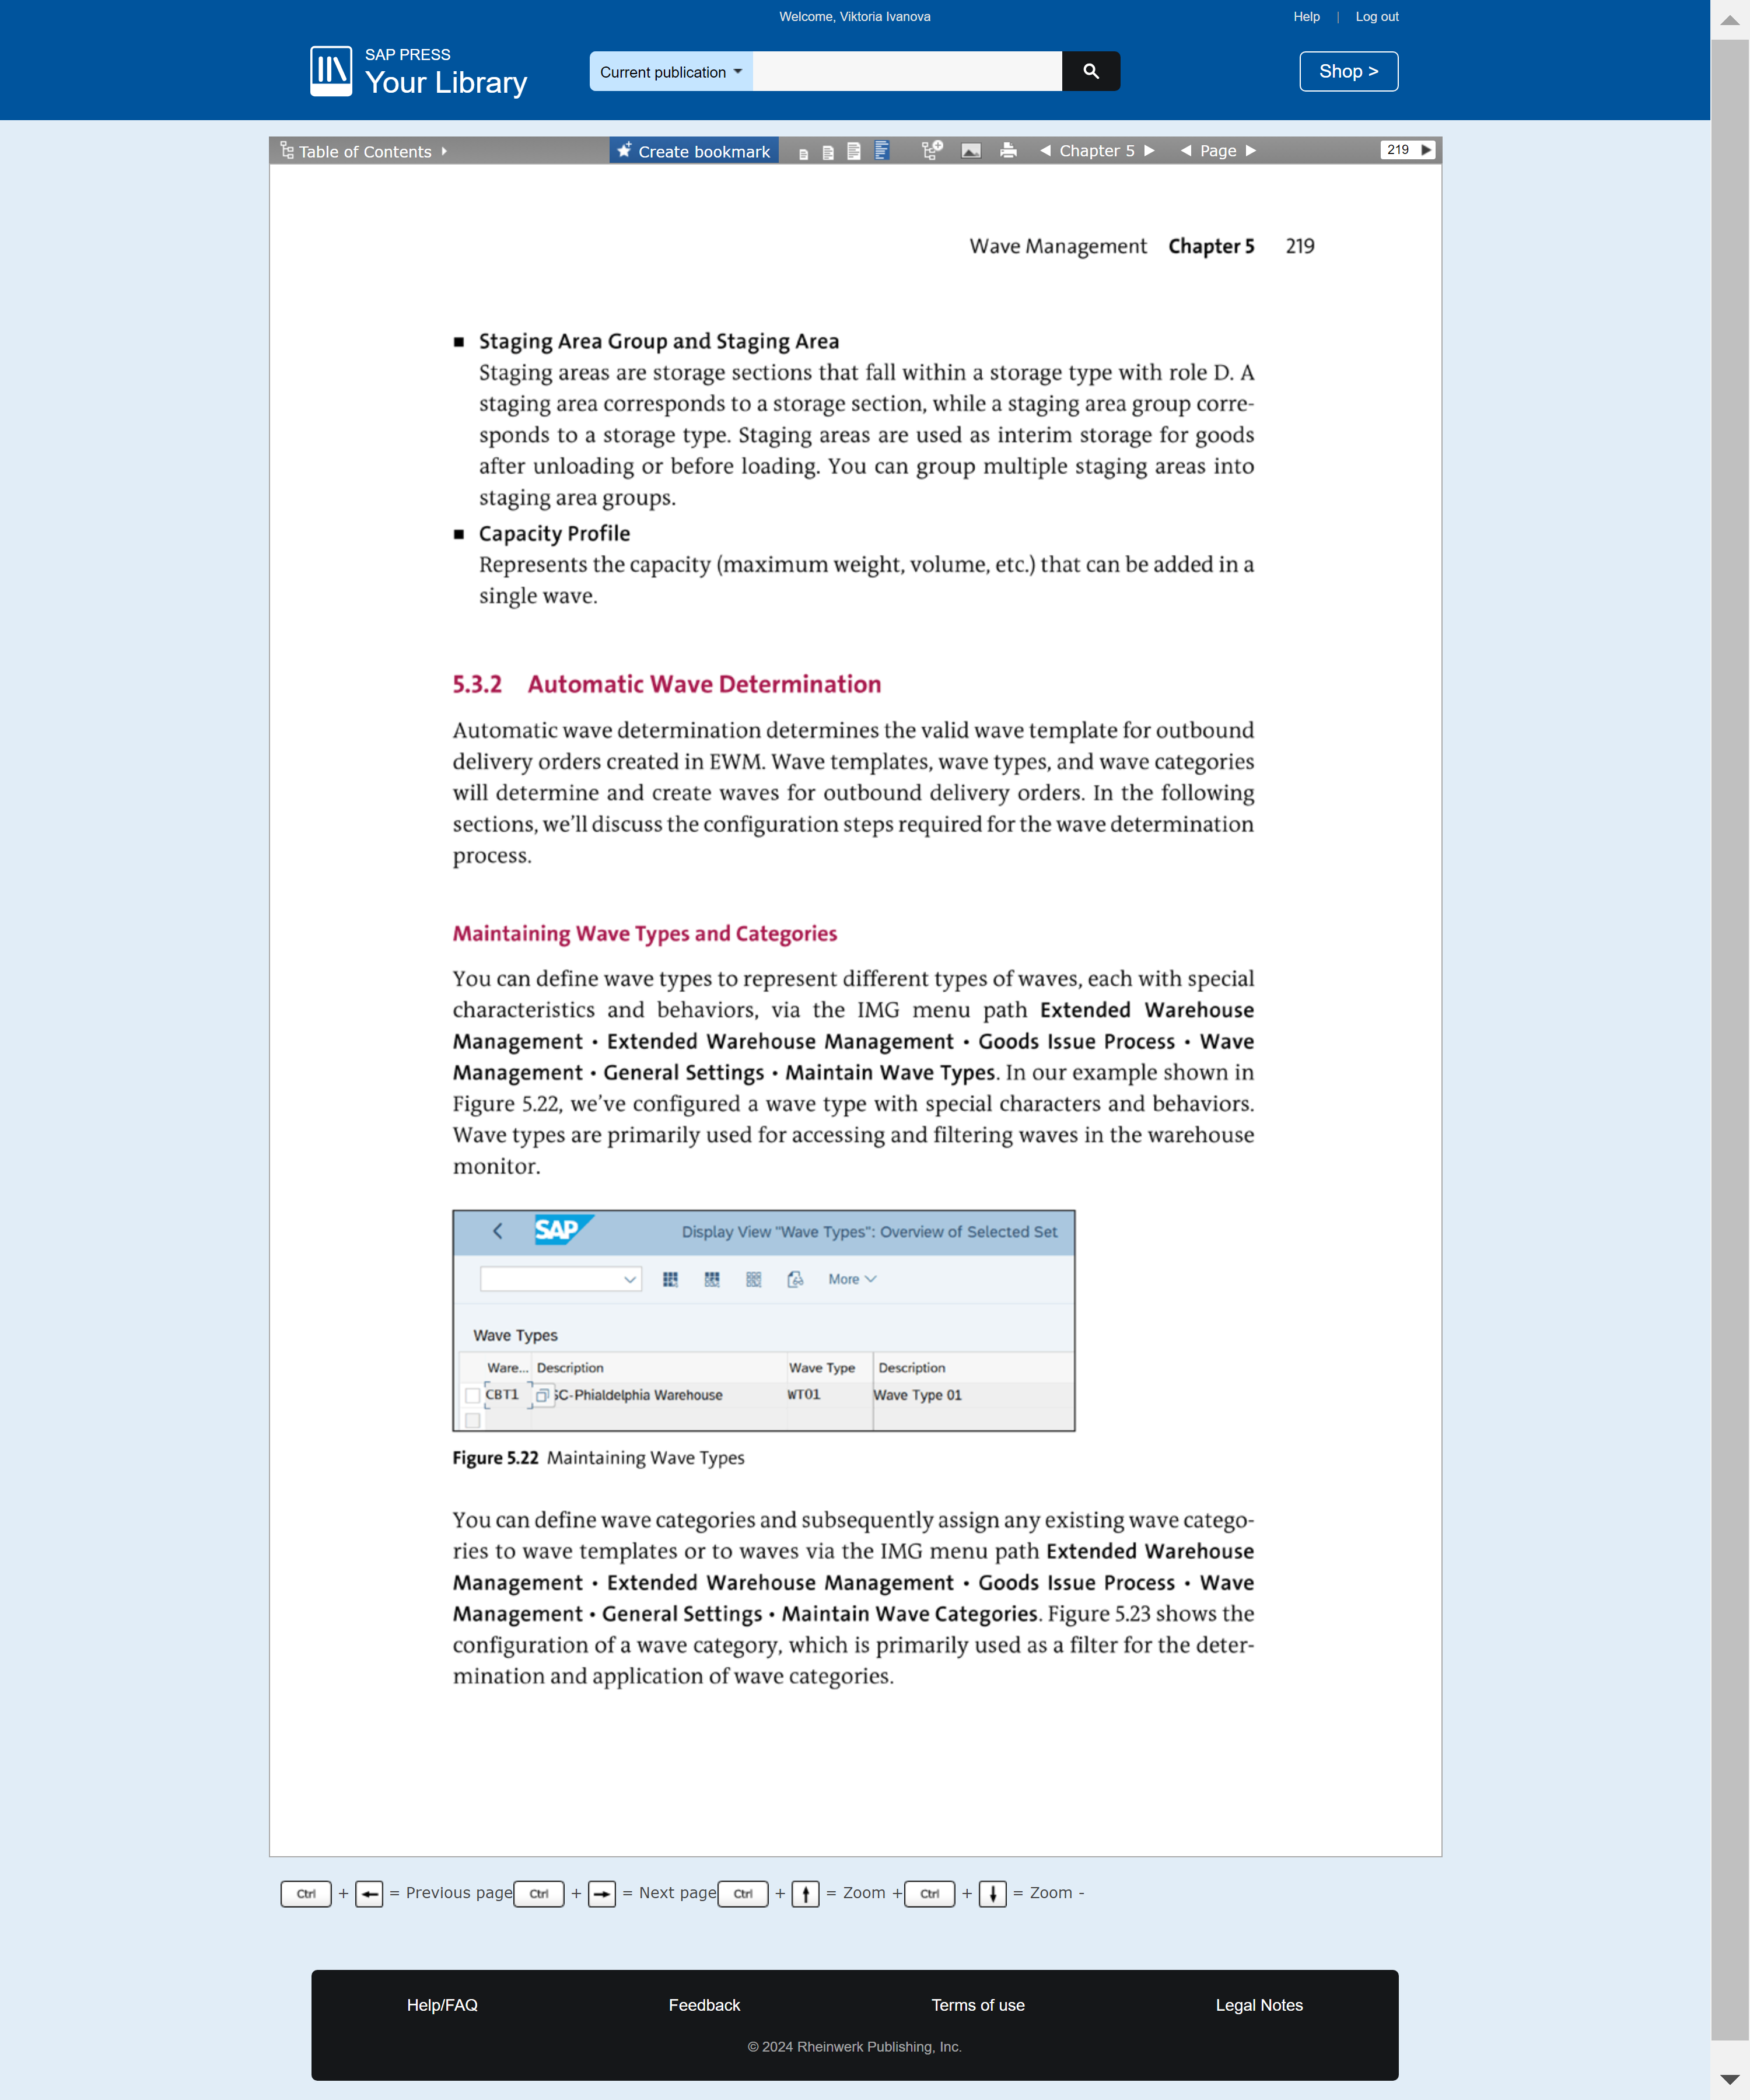 Welcome, Viktoria Ivanova
Help | Log out
SAP PRESS
Your Library
Current publication
Shop >
Table of Contents
Create bookmark
Chapter 5
Page
219
Wave Management Chapter 5 219
■ Staging Area Group and Staging Area
Staging areas are storage sections that fall within a storage type with role D. A
staging area corresponds to a storage section, while a staging area group corre-
sponds to a storage type. Staging areas are used as interim storage for goods
after unloading or before loading. You can group multiple staging areas into
staging area groups.
■ Capacity Profile
Represents the capacity (maximum weight, volume, etc.) that can be added in a
single wave.
5.3.2 Automatic Wave Determination
Automatic wave determination determines the valid wave template for outbound
delivery orders created in EWM. Wave templates, wave types, and wave categories
will determine and create waves for outbound delivery orders. In the following
sections, we’ll discuss the configuration steps required for the wave determination
process.
Maintaining Wave Types and Categories
You can define wave types to represent different types of waves, each with special
characteristics and behaviors, via the IMG menu path Extended Warehouse
Management • Extended Warehouse Management • Goods Issue Process • Wave
Management • General Settings • Maintain Wave Types. In our example shown in
Figure 5.22, we’ve configured a wave type with special characters and behaviors.
Wave types are primarily used for accessing and filtering waves in the warehouse
monitor.
SAP Display View "Wave Types": Overview of Selected Set
More
Wave Types
Ware... Description Wave Type Description
CBT1 SC-Phialdelphia Warehouse WT01 Wave Type 01
Figure 5.22 Maintaining Wave Types
You can define wave categories and subsequently assign any existing wave catego-
ries to wave templates or to waves via the IMG menu path Extended Warehouse
Management • Extended Warehouse Management • Goods Issue Process • Wave
Management • General Settings • Maintain Wave Categories. Figure 5.23 shows the
configuration of a wave category, which is primarily used as a filter for the deter-
mination and application of wave categories.
Ctrl + ← = Previous page Ctrl + → = Next page Ctrl + ↑ = Zoom + Ctrl + ↓ = Zoom -
Help/FAQ
Feedback
Terms of use
Legal Notes
© 2024 Rheinwerk Publishing, Inc.